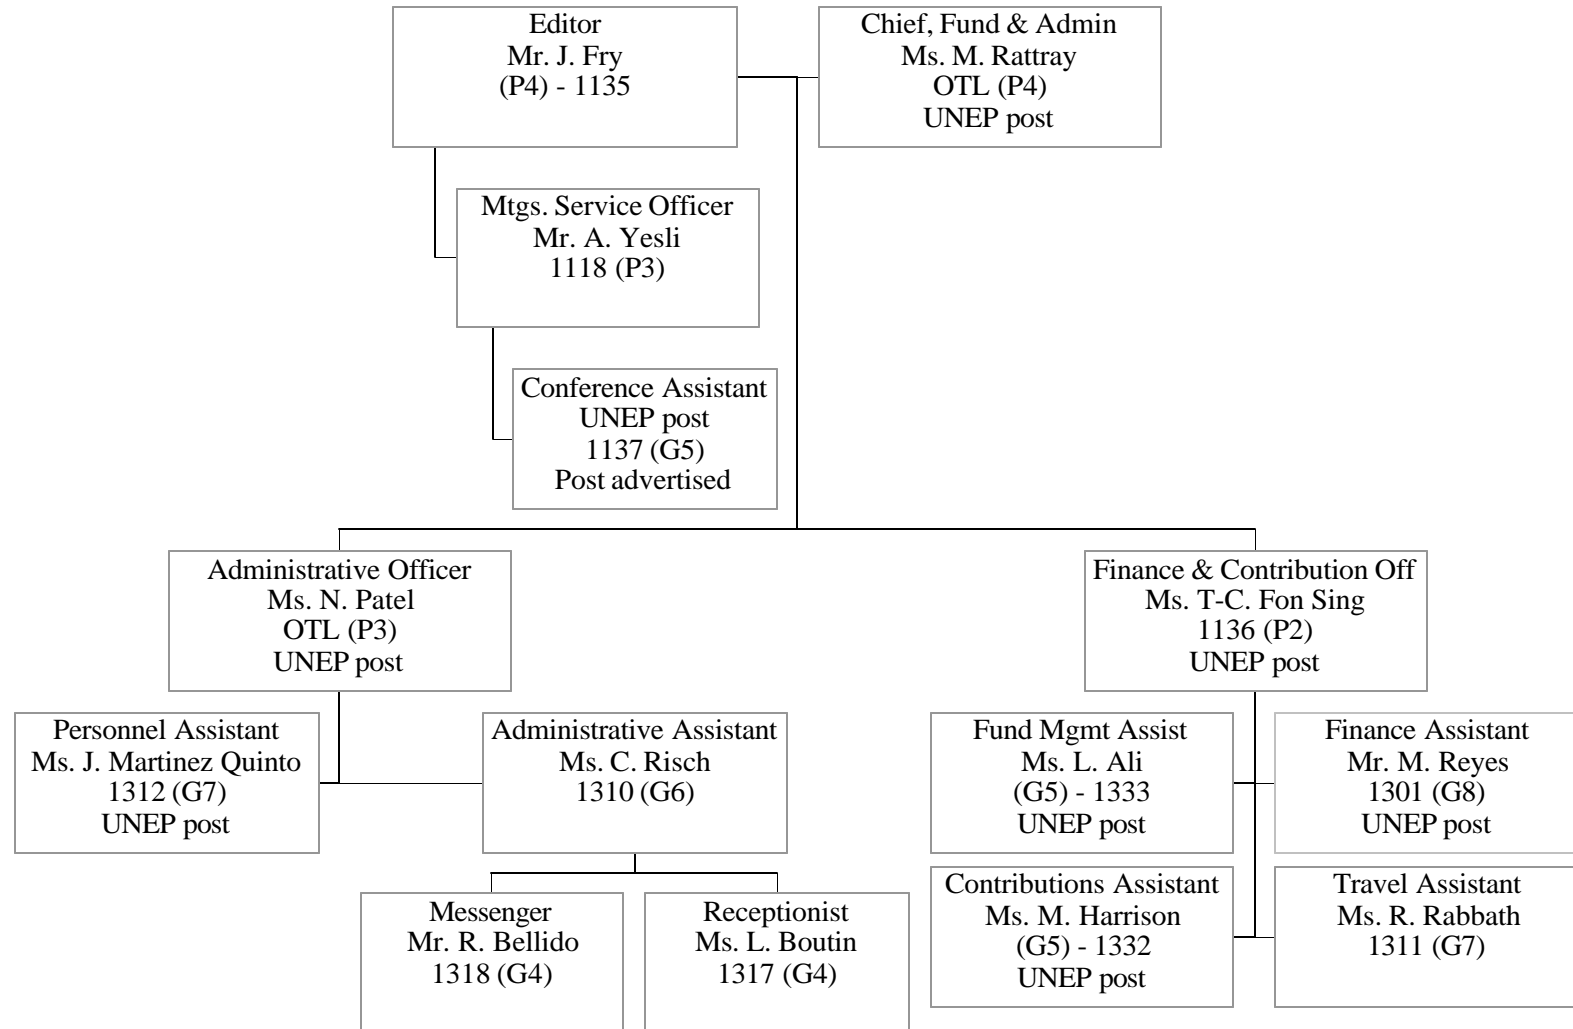 Editor
Mr. J. Fry
(P4) - 1135
Chief, Fund & Admin
Ms. M. Rattray
OTL (P4)
UNEP post
Mtgs. Service Officer
Mr. A. Yesli
1118 (P3)
Conference Assistant
UNEP post
1137 (G5)
Post advertised
Administrative Officer
Ms. N. Patel
OTL (P3)
UNEP post
Finance & Contribution Off
Ms. T-C. Fon Sing
1136 (P2)
UNEP post
Personnel Assistant
Ms. J. Martinez Quinto
1312 (G7)
UNEP post
Administrative Assistant
Ms. C. Risch
1310 (G6)
Fund Mgmt Assist
Ms. L. Ali
(G5) - 1333
UNEP post
Finance Assistant
Mr. M. Reyes
1301 (G8)
UNEP post
Messenger
Mr. R. Bellido
1318 (G4)
Receptionist
Ms. L. Boutin
1317 (G4)
Contributions Assistant
Ms. M. Harrison
(G5) - 1332
UNEP post
Travel Assistant
Ms. R. Rabbath
1311 (G7)